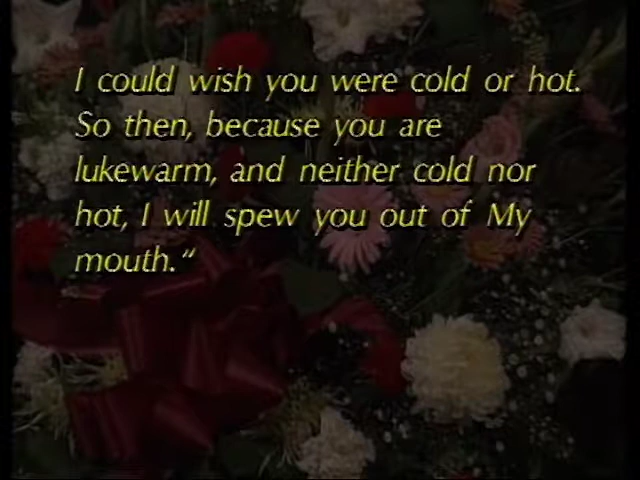 I could wish you were cold or hot.
So then, because you are
lukewarm, and neither cold nor
hot, I will spew you out of My
mouth.“